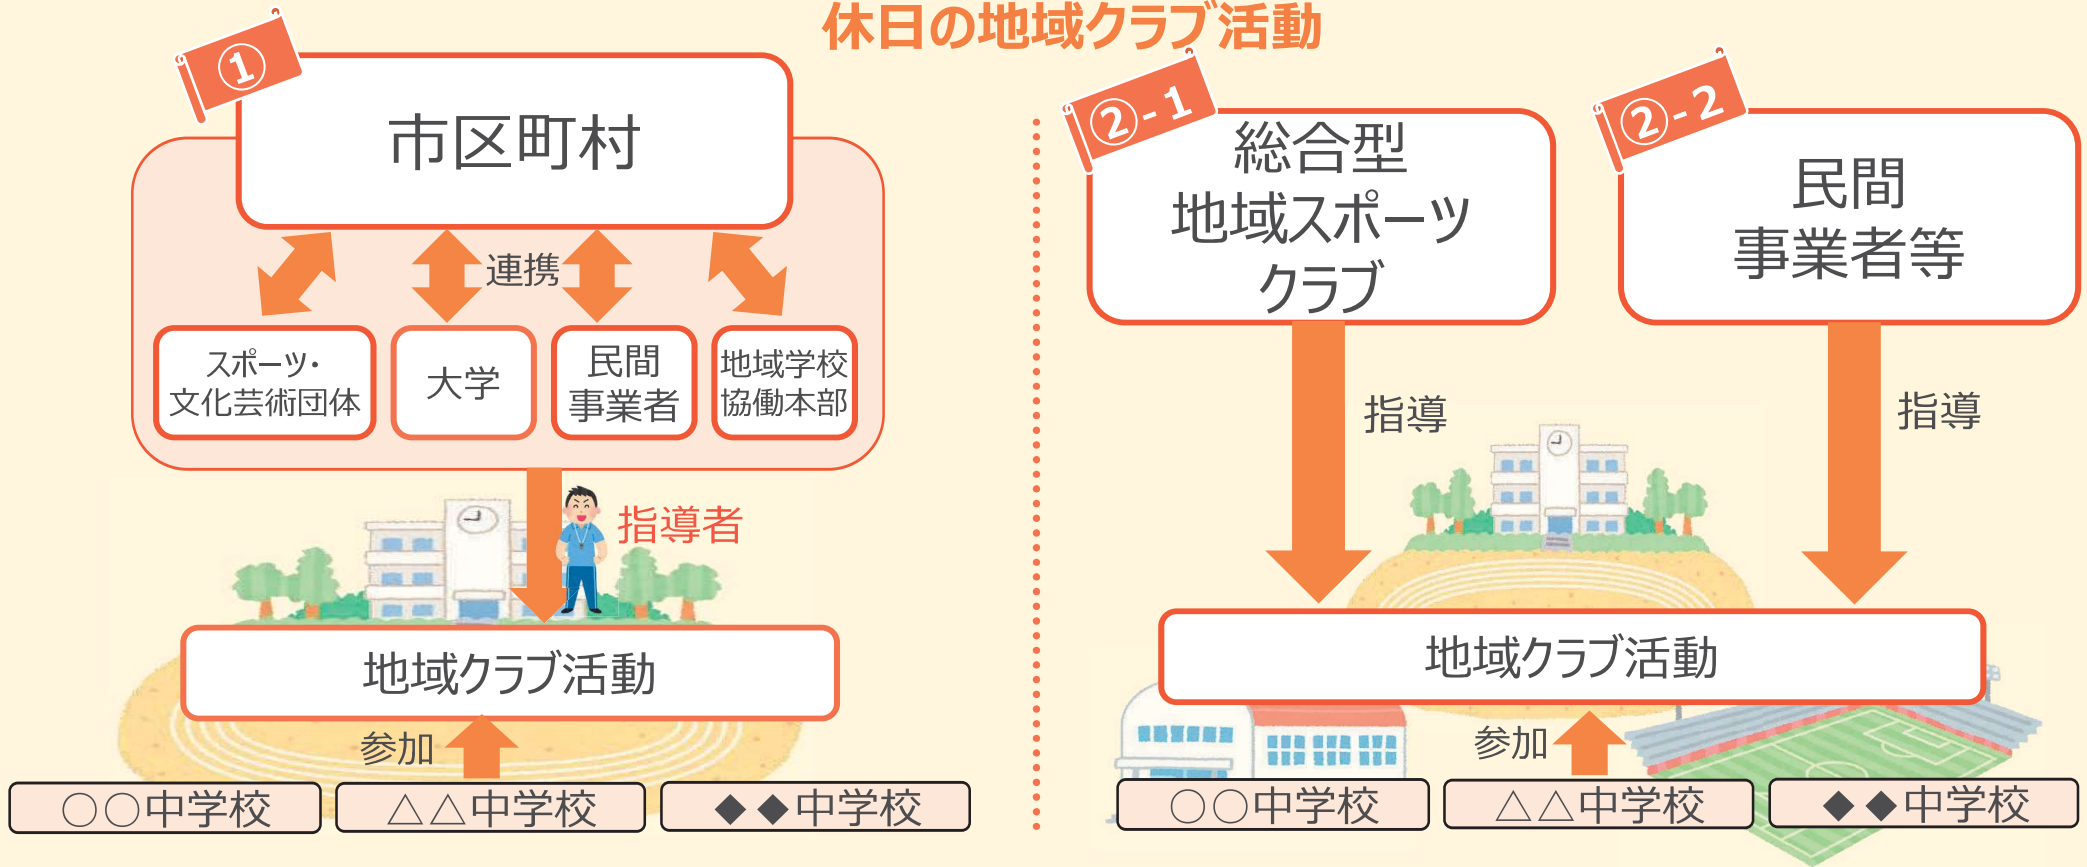 休日の地域クラブ活動
①
市区町村
連携
スポーツ・
文化芸術団体
大学
民間
事業者
地域学校
協働本部
指導者
地域クラブ活動
参加
○○中学校
△△中学校
◆◆中学校
②-1
総合型
地域スポーツ
クラブ
指導
②-2
民間
事業者等
指導
地域クラブ活動
参加
○○中学校
△△中学校
◆◆中学校